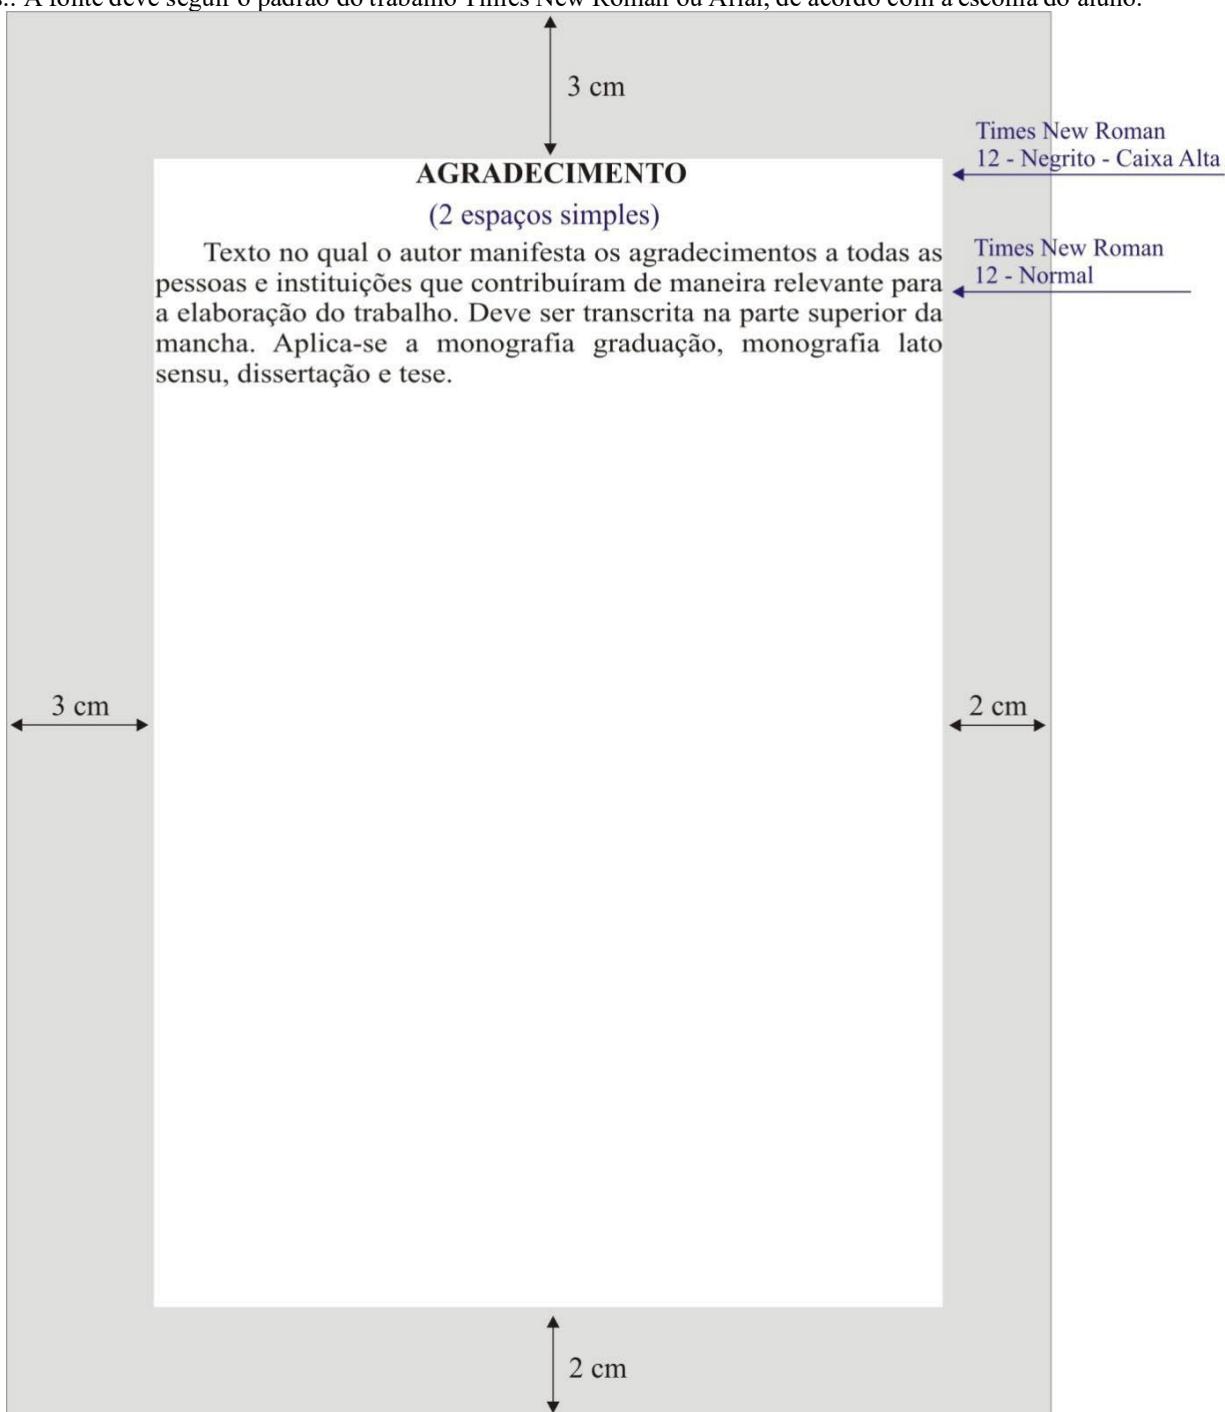 A fonte deve seguir o padrão do trabalho Times New Roman ou Arial, de acordo com a escolha do aluno.
3 cm
Times New Roman
12 - Negrito - Caixa Alta
AGRADECIMENTO
(2 espaços simples)
Times New Roman
12 - Normal
Texto no qual o autor manifesta os agradecimentos a todas as
pessoas e instituições que contribuíram de maneira relevante para
a elaboração do trabalho. Deve ser transcrita na parte superior da
mancha. Aplica-se a monografia graduação, monografia lato
sensu, dissertação e tese.
3 cm
2 cm
2 cm